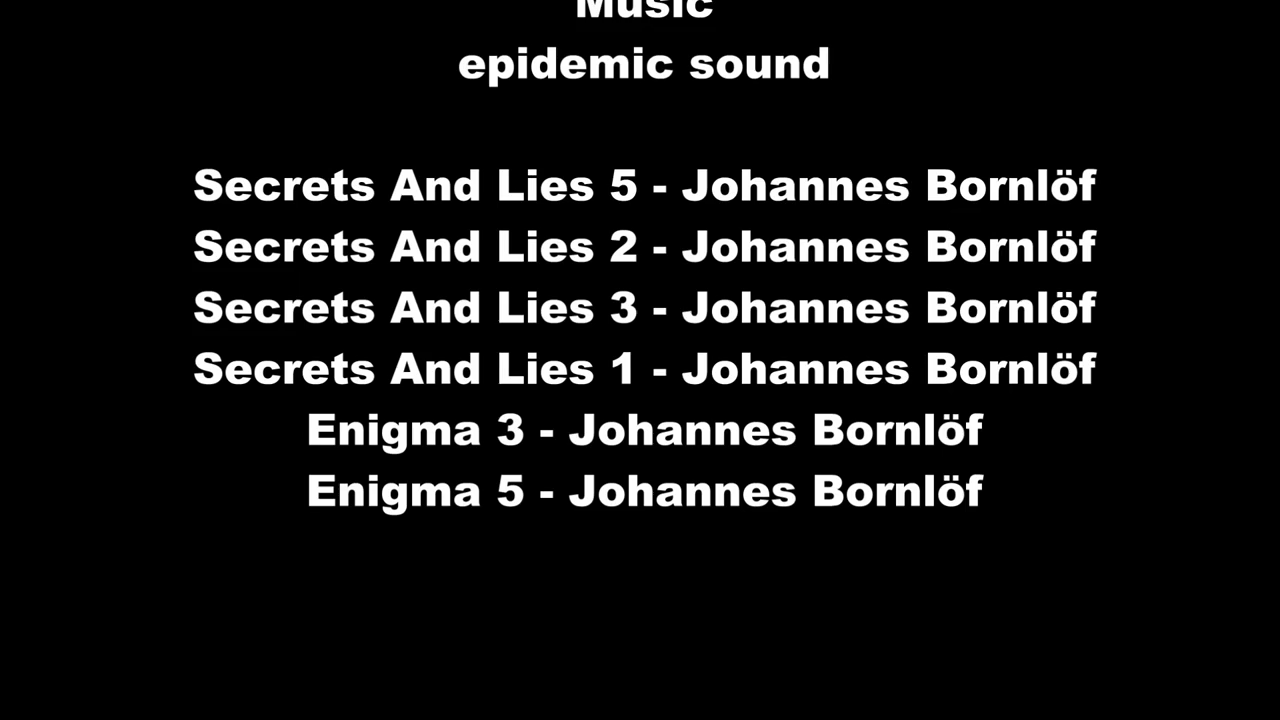 Music
epidemic sound
Secrets And Lies 5 - Johannes Bornlöf
Secrets And Lies 2 - Johannes Bornlöf
Secrets And Lies 3 - Johannes Bornlöf
Secrets And Lies 1 - Johannes Bornlöf
Enigma 3 - Johannes Bornlöf
Enigma 5 - Johannes Bornlöf